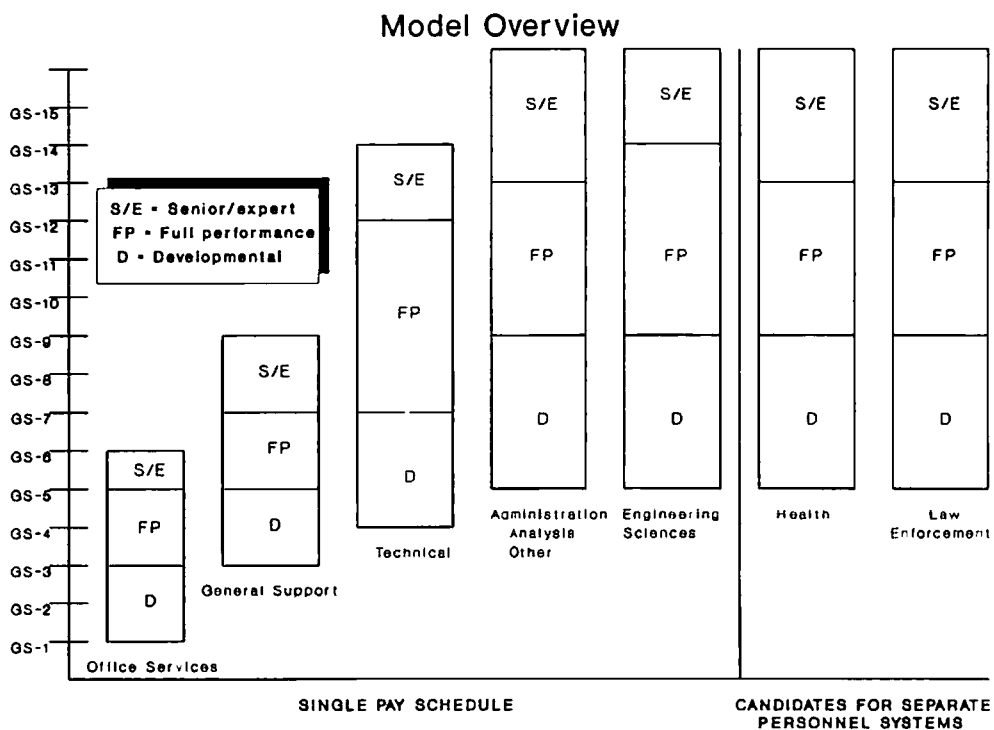 Model Overview
GS-15
GS-14
GS-13
GS-12
GS-11
GS-10
GS-9
GS-8
GS-7
GS-6
GS-5
GS-4
GS-3
GS-2
GS-1
S/E = Senior/expert
FP = Full performance
D = Developmental
S/E
FP
D
Office Services
S/E
FP
D
General Support
S/E
FP
D
Technical
S/E
FP
D
Administration
Analysis
Other
S/E
FP
D
Engineering
Sciences
S/E
FP
D
Health
S/E
FP
D
Law
Enforcement
SINGLE PAY SCHEDULE
CANDIDATES FOR SEPARATE
PERSONNEL SYSTEMS